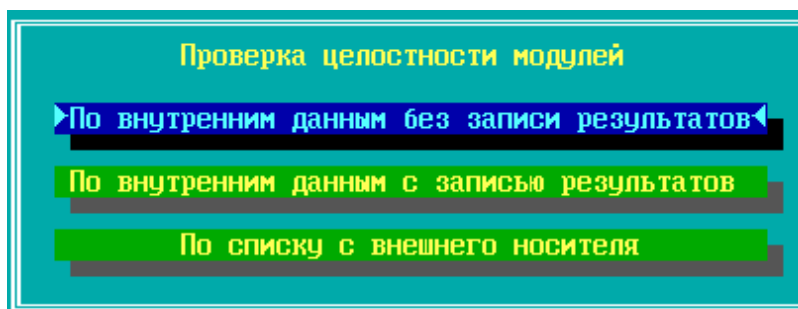 Проверка целостности модулей
По внутренним данным без записи результатов
По внутренним данным с записью результатов
По списку с внешнего носителя